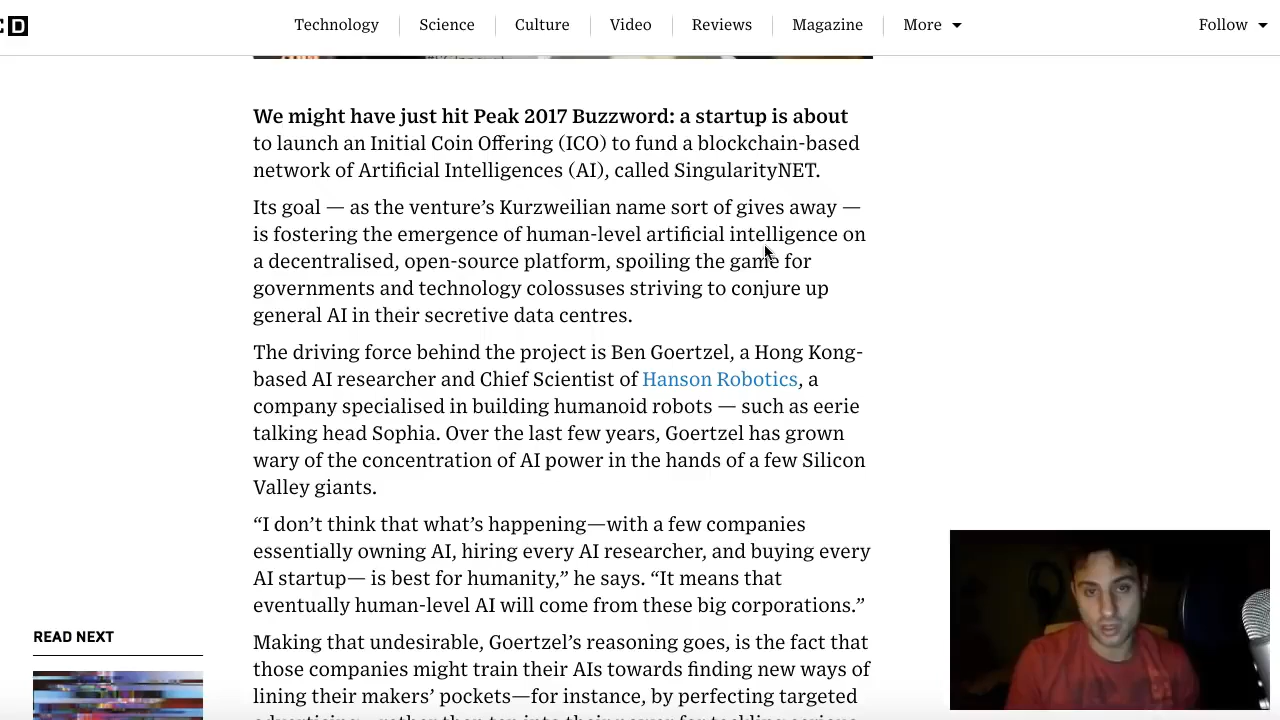 D
Technology
Science
Culture
Video
Reviews
Magazine
More
Follow
We might have just hit Peak 2017 Buzzword: a startup is about
to launch an Initial Coin Offering (ICO) to fund a blockchain-based
network of Artificial Intelligences (AI), called SingularityNET.
Its goal — as the venture’s Kurzweilian name sort of gives away —
is fostering the emergence of human-level artificial intelligence on
a decentralised, open-source platform, spoiling the game for
governments and technology colossuses striving to conjure up
general AI in their secretive data centres.
The driving force behind the project is Ben Goertzel, a Hong Kong-
based AI researcher and Chief Scientist of Hanson Robotics, a
company specialised in building humanoid robots — such as eerie
talking head Sophia. Over the last few years, Goertzel has grown
wary of the concentration of AI power in the hands of a few Silicon
Valley giants.
“I don’t think that what’s happening—with a few companies
essentially owning AI, hiring every AI researcher, and buying every
AI startup— is best for humanity,” he says. “It means that
eventually human-level AI will come from these big corporations.”
Making that undesirable, Goertzel’s reasoning goes, is the fact that
those companies might train their AIs towards finding new ways of
lining their makers’ pockets—for instance, by perfecting targeted
READ NEXT